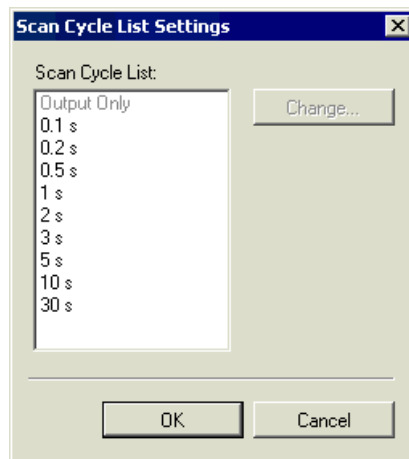 Scan Cycle List Settings
Scan Cycle List:
Output Only
0.1 s
0.2 s
0.5 s
1 s
2 s
3 s
5 s
10 s
30 s
Change...
OK
Cancel